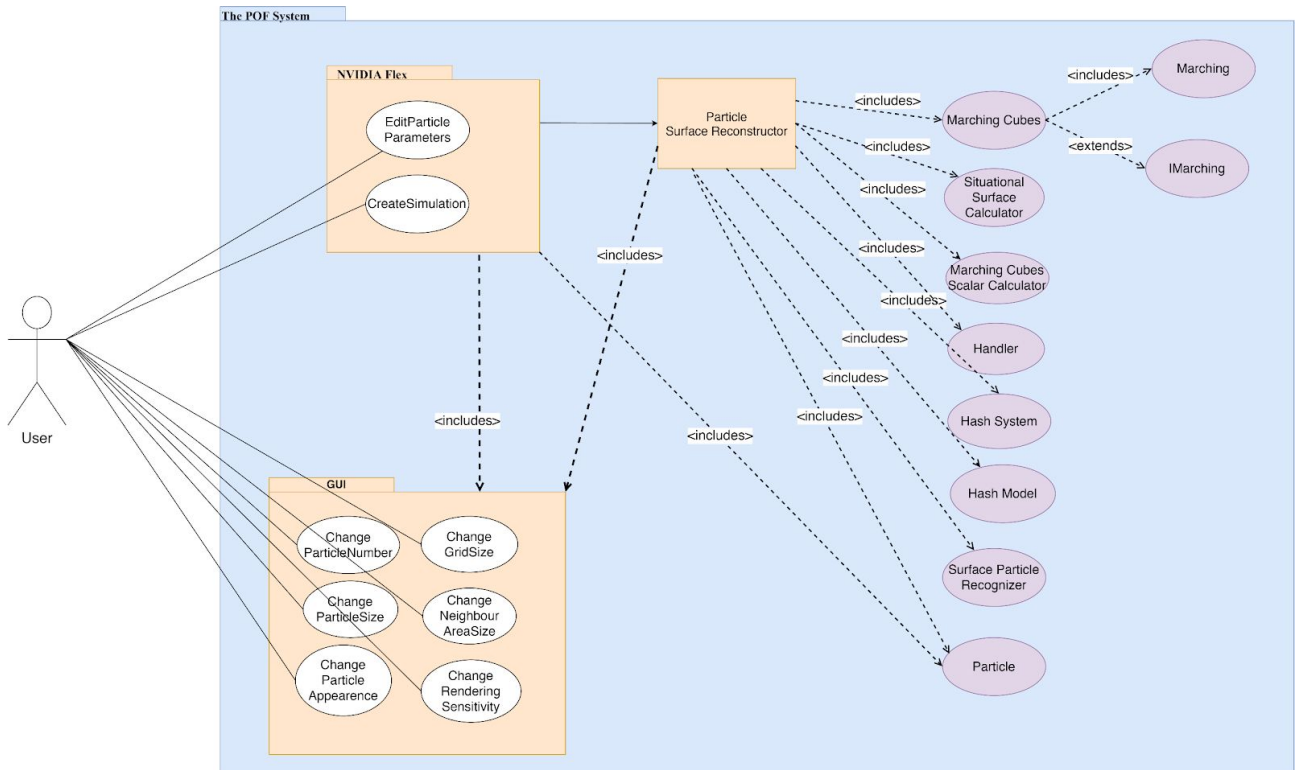 The POF System
NVIDIA Flex
EditParticle
Parameters
CreateSimulation
Particle
Surface Reconstructor
<includes>
Marching Cubes
<includes>
Marching
<extends>
IMarching
<includes>
Situational
Surface
Calculator
<includes>
Marching Cubes
Scalar Calculator
<includes>
Handler
<includes>
Hash System
<includes>
Hash Model
<includes>
Surface Particle
Recognizer
<includes>
Particle
<includes>
<includes>
<includes>
User
GUI
Change
ParticleNumber
Change
GridSize
Change
ParticleSize
Change
Neighbour
AreaSize
Change
Particle
Appearence
Change
Rendering
Sensitivity